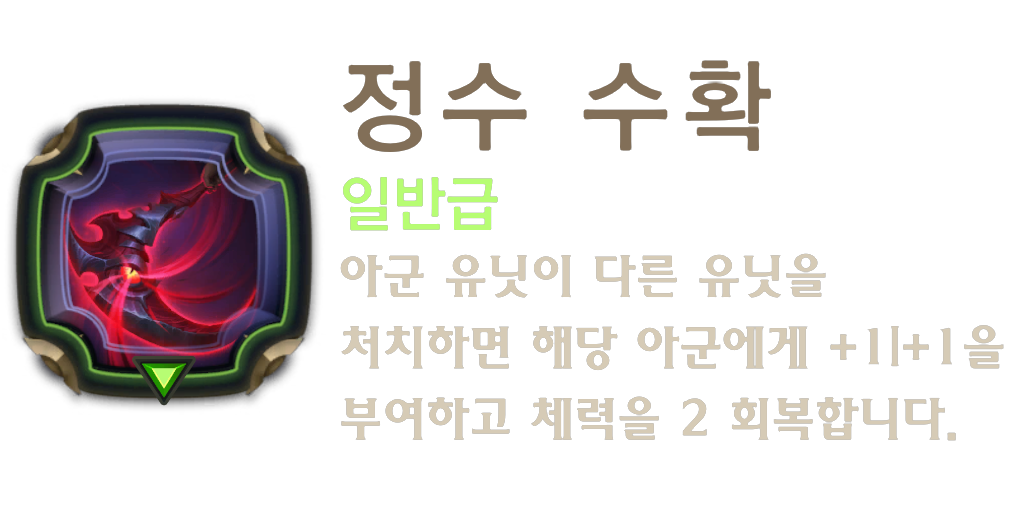 정수 수확
일반급
아군 유닛이 다른 유닛을
처치하면 해당 아군에게 +1|+1을
부여하고 체력을 2 회복합니다.